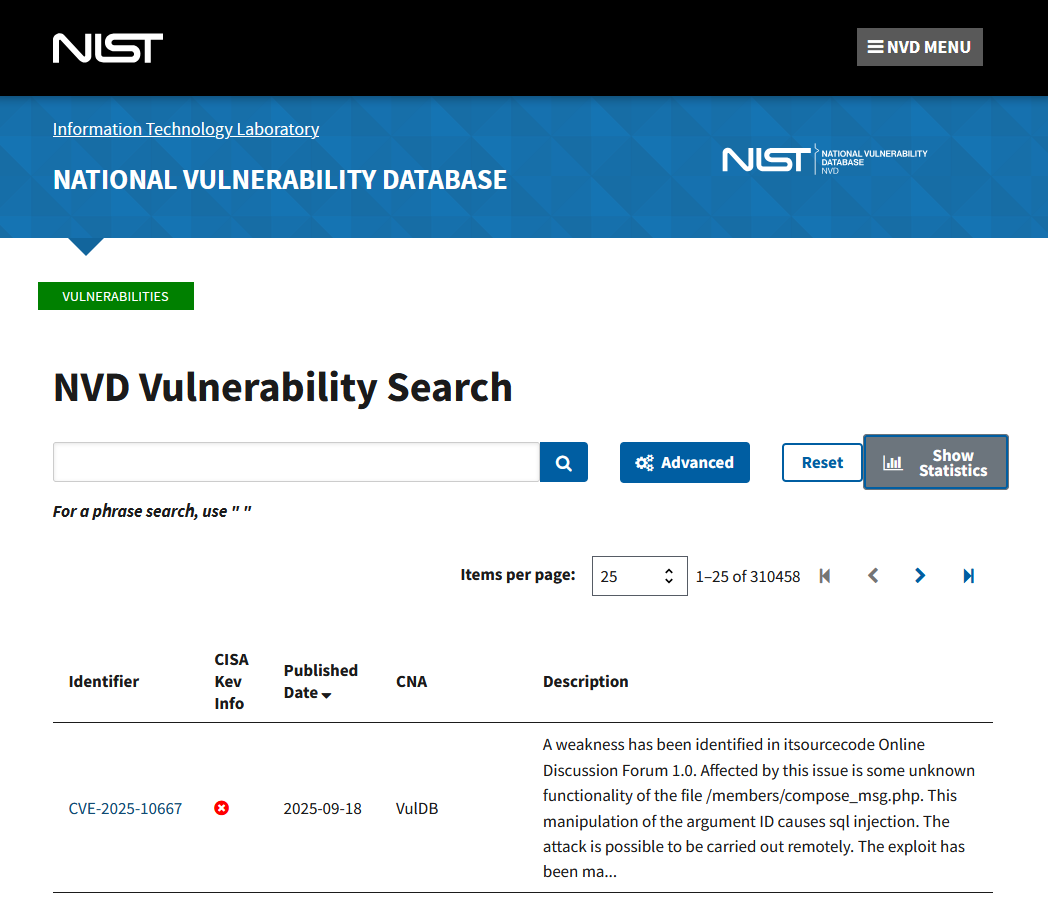 NIST
NVD MENU
Information Technology Laboratory
NATIONAL VULNERABILITY DATABASE
NIST
NATIONAL VULNERABILITY
DATABASE
NVD
VULNERABILITIES
NVD Vulnerability Search
Advanced
Reset
Show
Statistics
For a phrase search, use " "
Items per page:
25
1–25 of 310458
Identifier
CISA
Kev
Info
Published
Date
CNA
Description
CVE-2025-10667
2025-09-18
VulDB
A weakness has been identified in itsourcecode Online
Discussion Forum 1.0. Affected by this issue is some unknown
functionality of the file /members/compose_msg.php. This
manipulation of the argument ID causes sql injection. The
attack is possible to be carried out remotely. The exploit has
been ma...